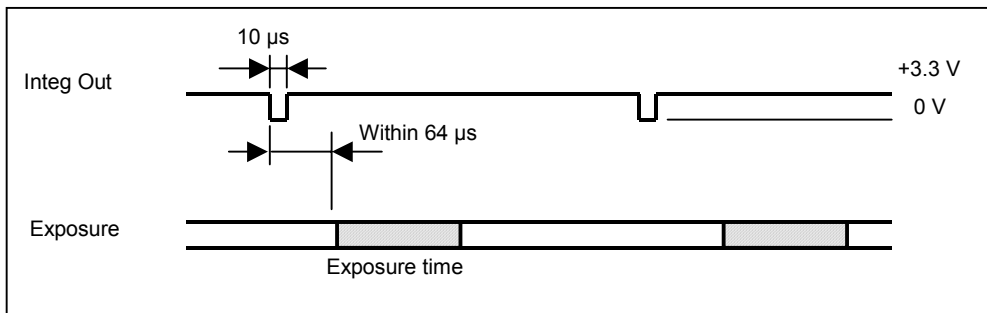 10 µs
+3.3 V
Integ Out
0 V
Within 64 µs
Exposure
Exposure time